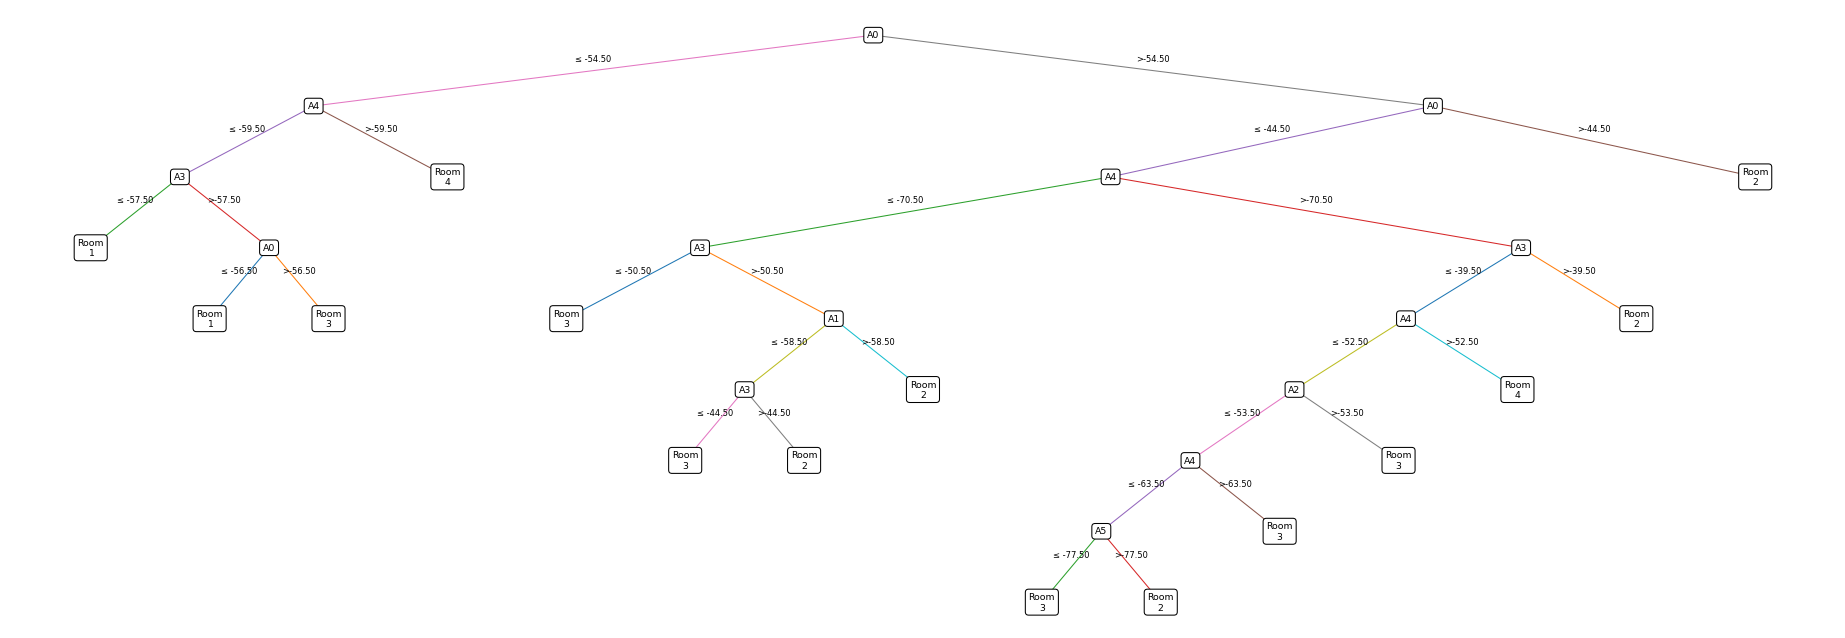 A0
≤ -54.50
>-54.50
A4
A0
≤ -59.50
>-59.50
≤ -44.50
>-44.50
A3
Room
4
A4
Room
2
≤ -57.50
>-57.50
≤ -70.50
>-70.50
Room
1
A0
A3
A3
≤ -56.50
>-56.50
≤ -50.50
>-50.50
≤ -39.50
>-39.50
Room
1
Room
3
Room
3
A1
A4
Room
2
≤ -58.50
>-58.50
≤ -52.50
>-52.50
A3
Room
2
A2
Room
4
≤ -44.50
>-44.50
≤ -53.50
>-53.50
Room
3
Room
2
A4
Room
3
≤ -63.50
>-63.50
A5
Room
3
≤ -77.50
>-77.50
Room
3
Room
2